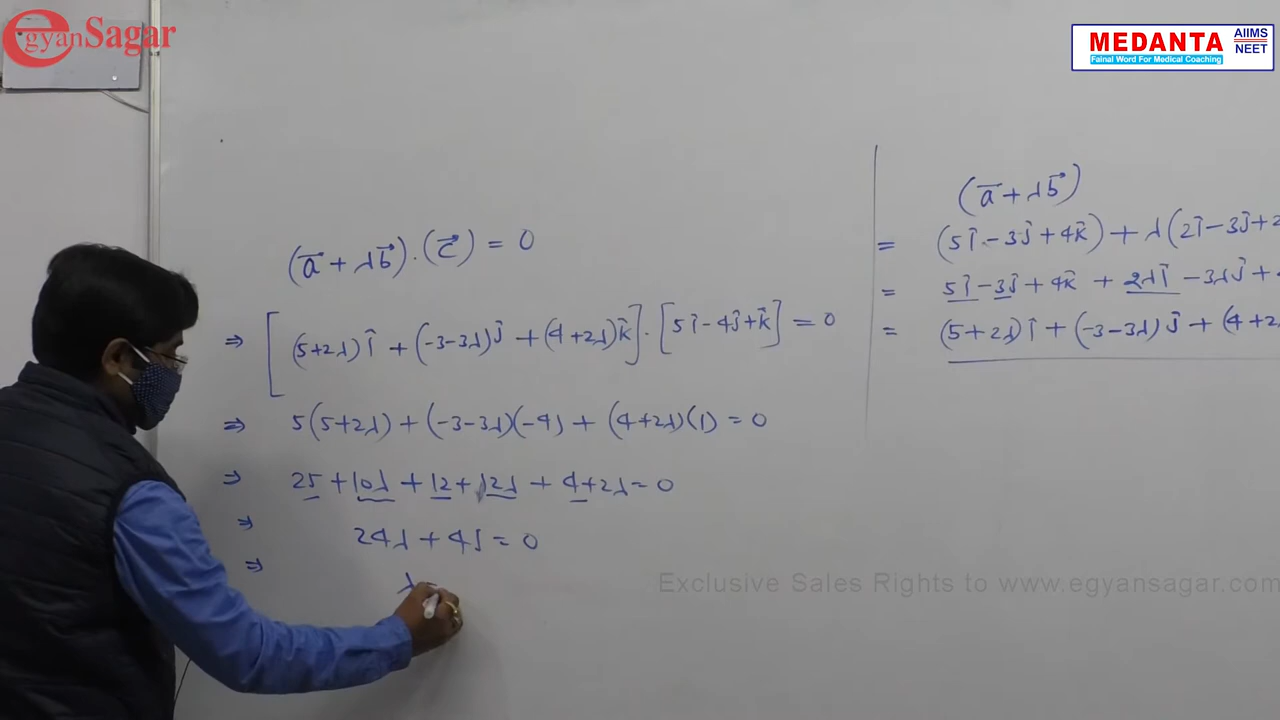 egyanSagar
MEDANTA AIIMS NEET
Fainal Word For Medical Coaching
(a⃗ + λb⃗).(c⃗) = 0
⇒ [(5+2λ)î + (-3-3λ)ĵ + (4+2λ)k̂].[5î-4ĵ+k̂] = 0
⇒ 5(5+2λ) + (-3-3λ)(-4) + (4+2λ)(1) = 0
⇒ 25 + 10λ + 12 + 12λ + 4+2λ = 0
⇒ 24λ + 41 = 0
⇒ λ =
(a⃗ + λb⃗)
= (5î - 3ĵ + 4k̂) + λ(2î - 3ĵ + 2
= 5î - 3ĵ + 4k̂ + 2λî - 3λĵ +
= (5+2λ)î + (-3-3λ)ĵ + (4+2
Exclusive Sales Rights to www.egyansagar.com